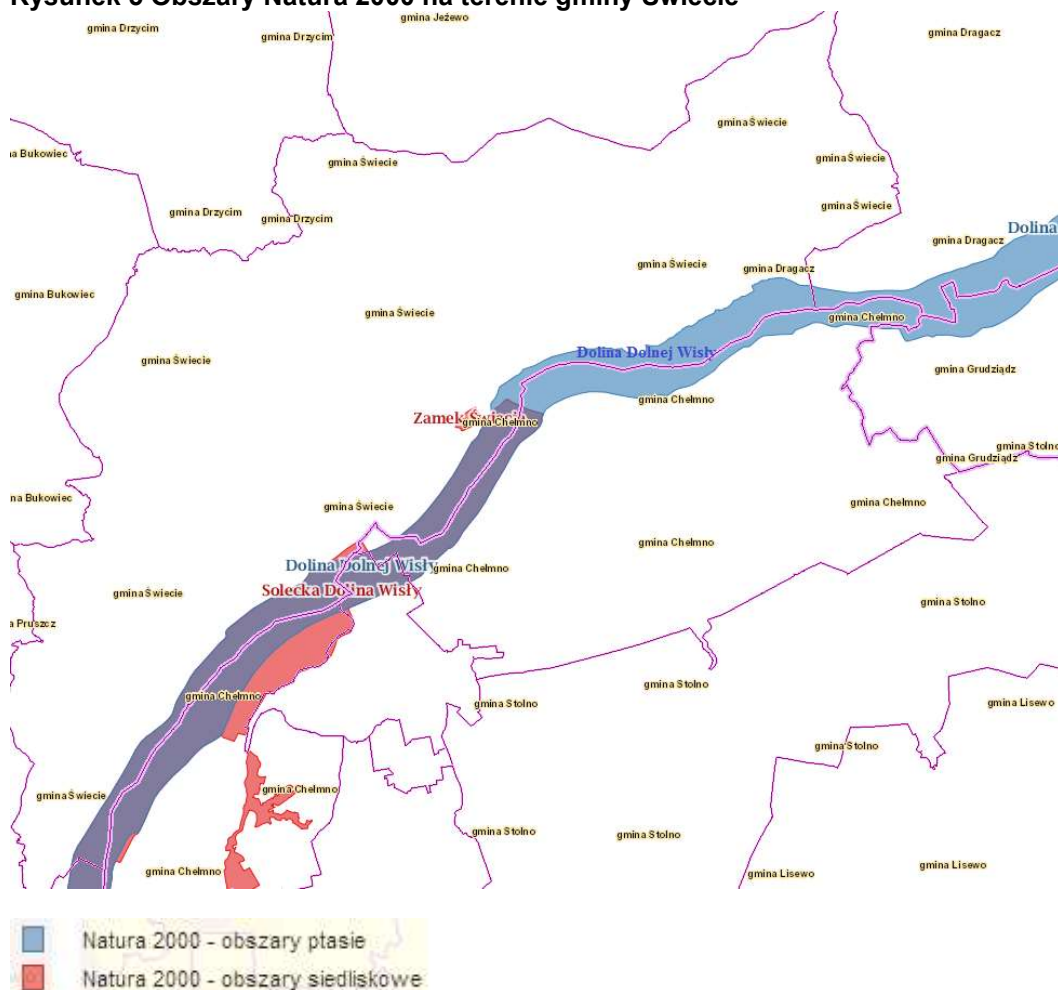 Rysunek 6 Obszary Natura 2000 na terenie gminy Świecie
gmina Jeżewo
gmina Drzycim
gmina Drzycim
gmina Dragacz
gmina Świecie
a Bukowiec
gmina Świecie
gmina Świecie
gmina Świecie
gmina Drzycim
gmina Drzycim
Dolina
gmina Dragacz
gmina Świecie
gmina Dragacz
gmina Bukowiec
gmina Świecie
gmina Chełmno
Dolina Dolnej Wisły
gmina Świecie
gmina Grudziądz
gmina Chełmno
Zamek Świecie
gmina Chełmno
gmina Stolno
gmina Grudziądz
na Bukowiec
gmina Świecie
gmina Chełmno
gmina Chełmno
Dolina Dolnej Wisły
gmina Chełmno
Solecka Dolina Wisły
gmina Świecie
gmina Stolno
a Pruszcz
gmina Stolno
gmina Chełmno
gmina Stolno
gmina Lisewo
gmina Stolno
gmina Chełmno
gmina Świecie
gmina Stolno
gmina Stolno
gmina Lisewo
gmina Chełmno
gmina Lisewo
Natura 2000 - obszary ptasie
Natura 2000 - obszary siedliskowe